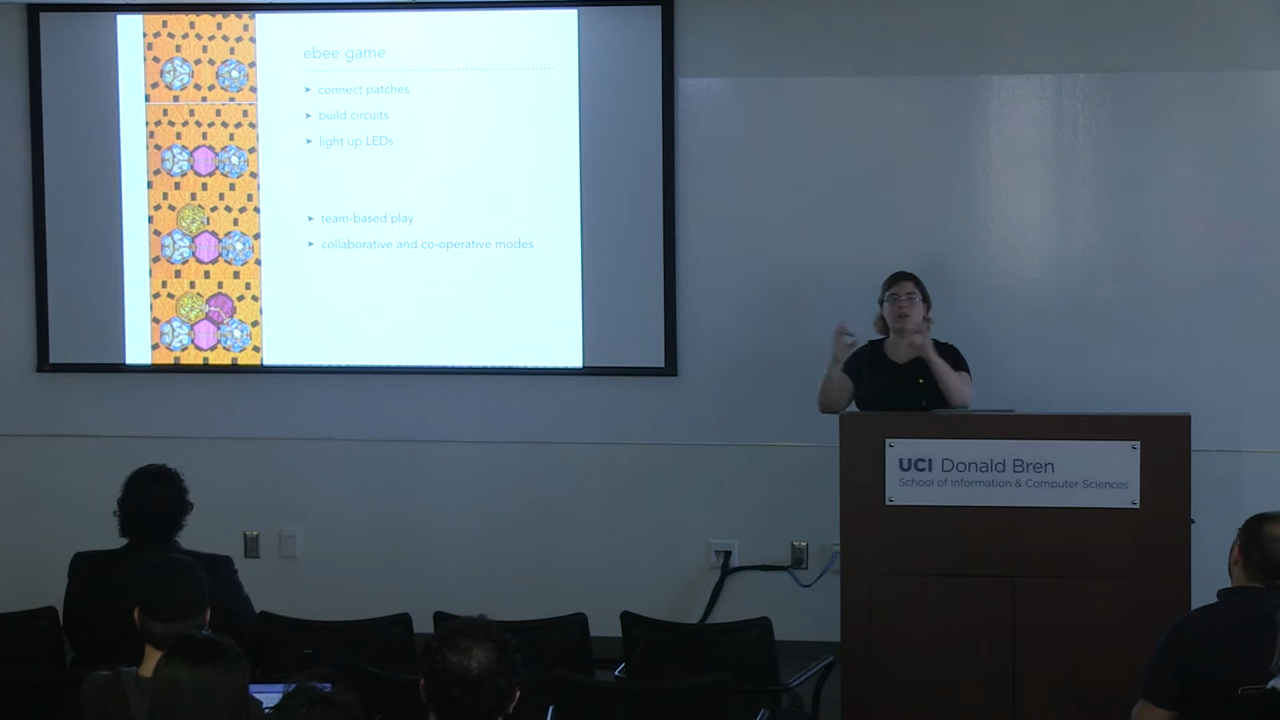 ebee game
➤ connect patches
➤ build circuits
➤ light up LEDs
➤ team-based play
➤ collaborative and co-operative modes
UCI Donald Bren
School of Information & Computer Sciences